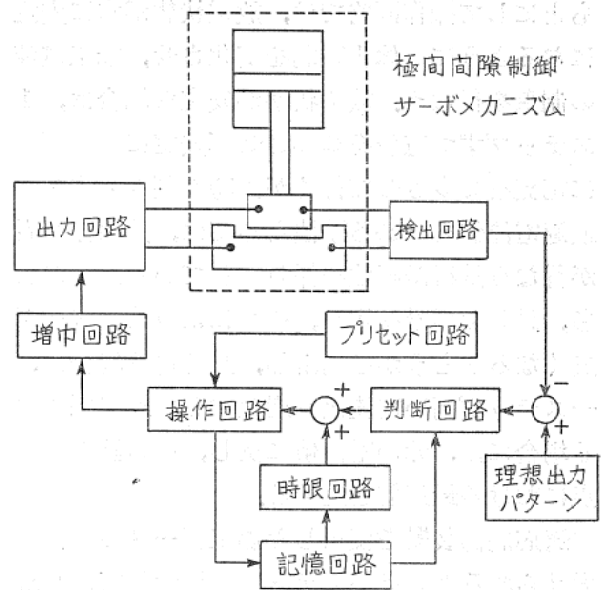 極間間隙制御
サーボメカニズム
出力回路
検出回路
増巾回路
プリセット回路
操作回路
+
+
判断回路
−
+
時限回路
理想出力
パターン
記憶回路